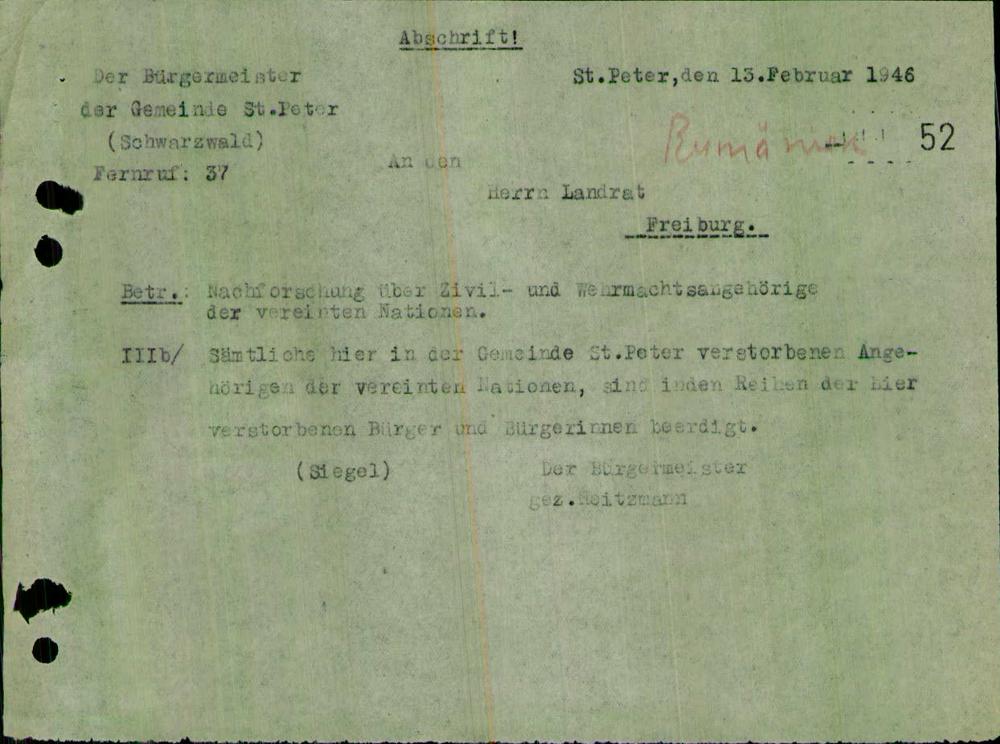 Abschrift!
Der Bürgermeister
St.Peter,den 13.Februar 1946
der Gemeinde St.Peter
(Schwarzwald)
Rumänien
52
An den
Fernruf: 37
Herrn Landrat
Freiburg.
Betr.: Nachforschung über Zivil- und Wehrmachtsangehörige
der vereinten Nationen.
IIIb/ Sämtliche hier in der Gemeinde St.Peter verstorbenen Ange-
hörigen der vereinten Nationen, sind inden Reihen der hier
verstorbenen Bürger und Bürgerinnen beerdigt.
(Siegel)
Der Bürgermeister
gez.Heitzmann